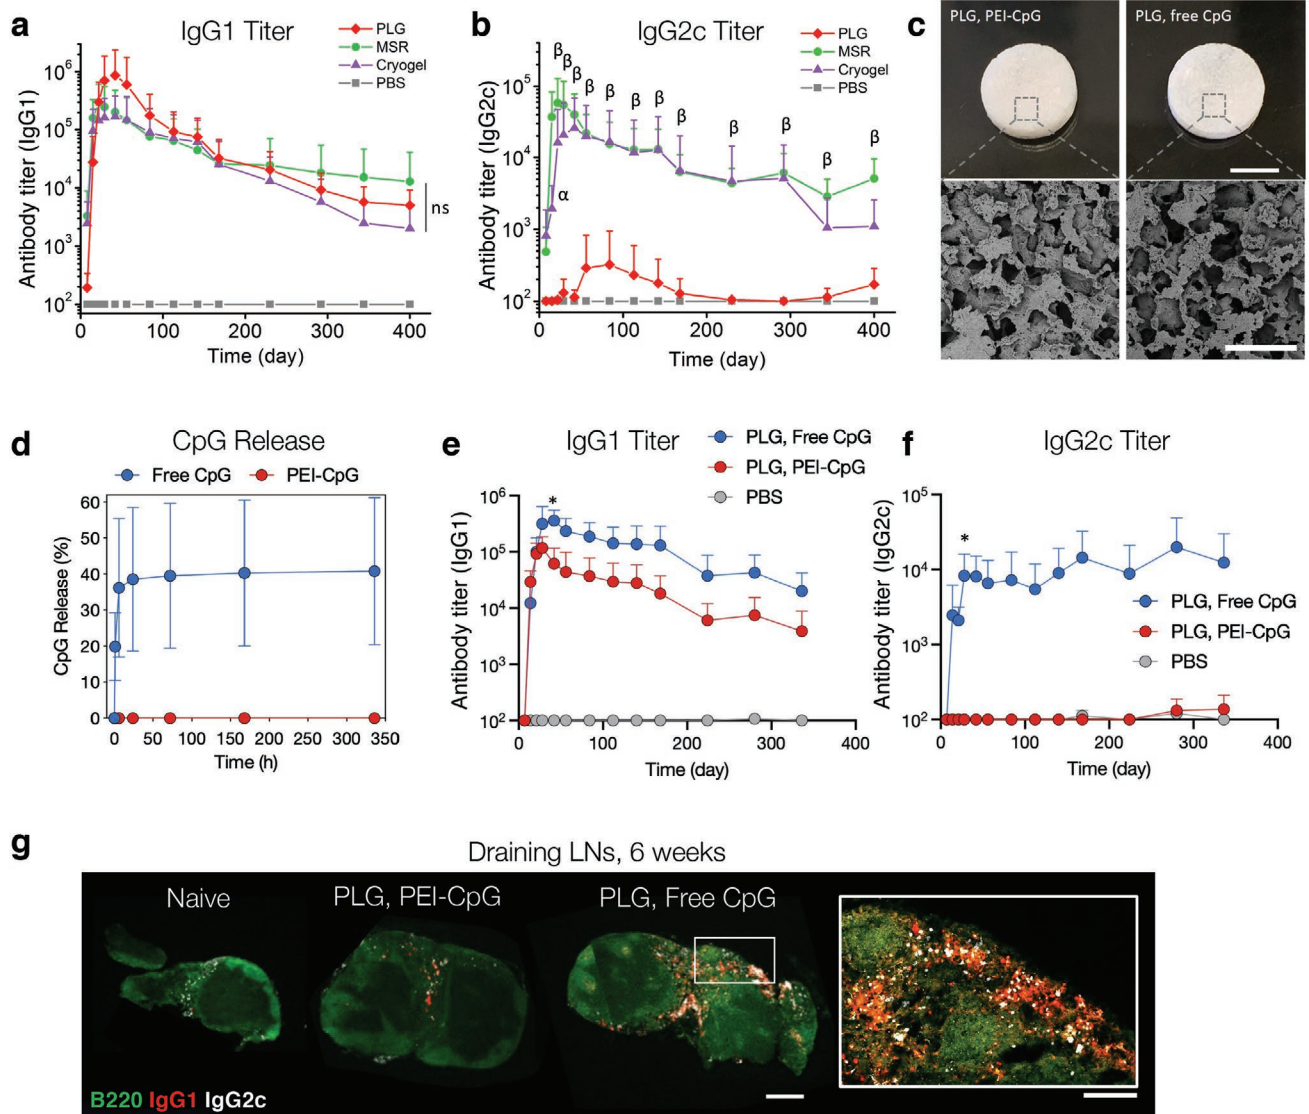 a
IgG1 Titer
PLG
MSR
Cryogel
PBS
Antibody titer (IgG1)
10⁶
10⁵
10⁴
10³
10²
ns
0 100 200 300 400
Time (day)
b
IgG2c Titer
PLG
MSR
Cryogel
PBS
Antibody titer (IgG2c)
10⁵
10⁴
10³
10²
β β β β β β β β β β β β
α
0 100 200 300 400
Time (day)
c
PLG, PEI-CpG
PLG, free CpG
d
CpG Release
Free CpG
PEI-CpG
CpG Release (%)
60
50
40
30
20
10
0
0 50 100 150 200 250 300 350
Time (h)
e
IgG1 Titer
PLG, Free CpG
PLG, PEI-CpG
PBS
Antibody titer (IgG1)
10⁶
10⁵
10⁴
10³
10²
*
0 100 200 300 400
Time (day)
f
IgG2c Titer
Antibody titer (IgG2c)
10⁵
10⁴
10³
10²
*
PLG, Free CpG
PLG, PEI-CpG
PBS
0 100 200 300 400
Time (day)
g
Draining LNs, 6 weeks
Naive
PLG, PEI-CpG
PLG, Free CpG
B220 IgG1 IgG2c